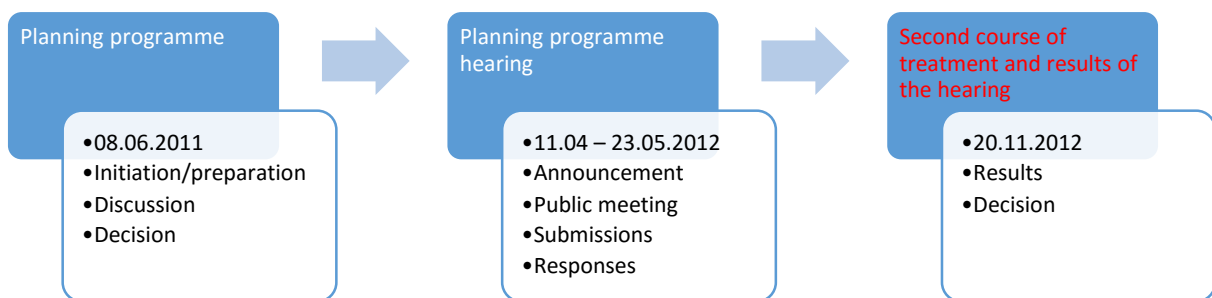 Planning programme
•08.06.2011
•Initiation/preparation
•Discussion
•Decision
Planning programme
hearing
•11.04 – 23.05.2012
•Announcement
•Public meeting
•Submissions
•Responses
Second course of
treatment and results of
the hearing
•20.11.2012
•Results
•Decision